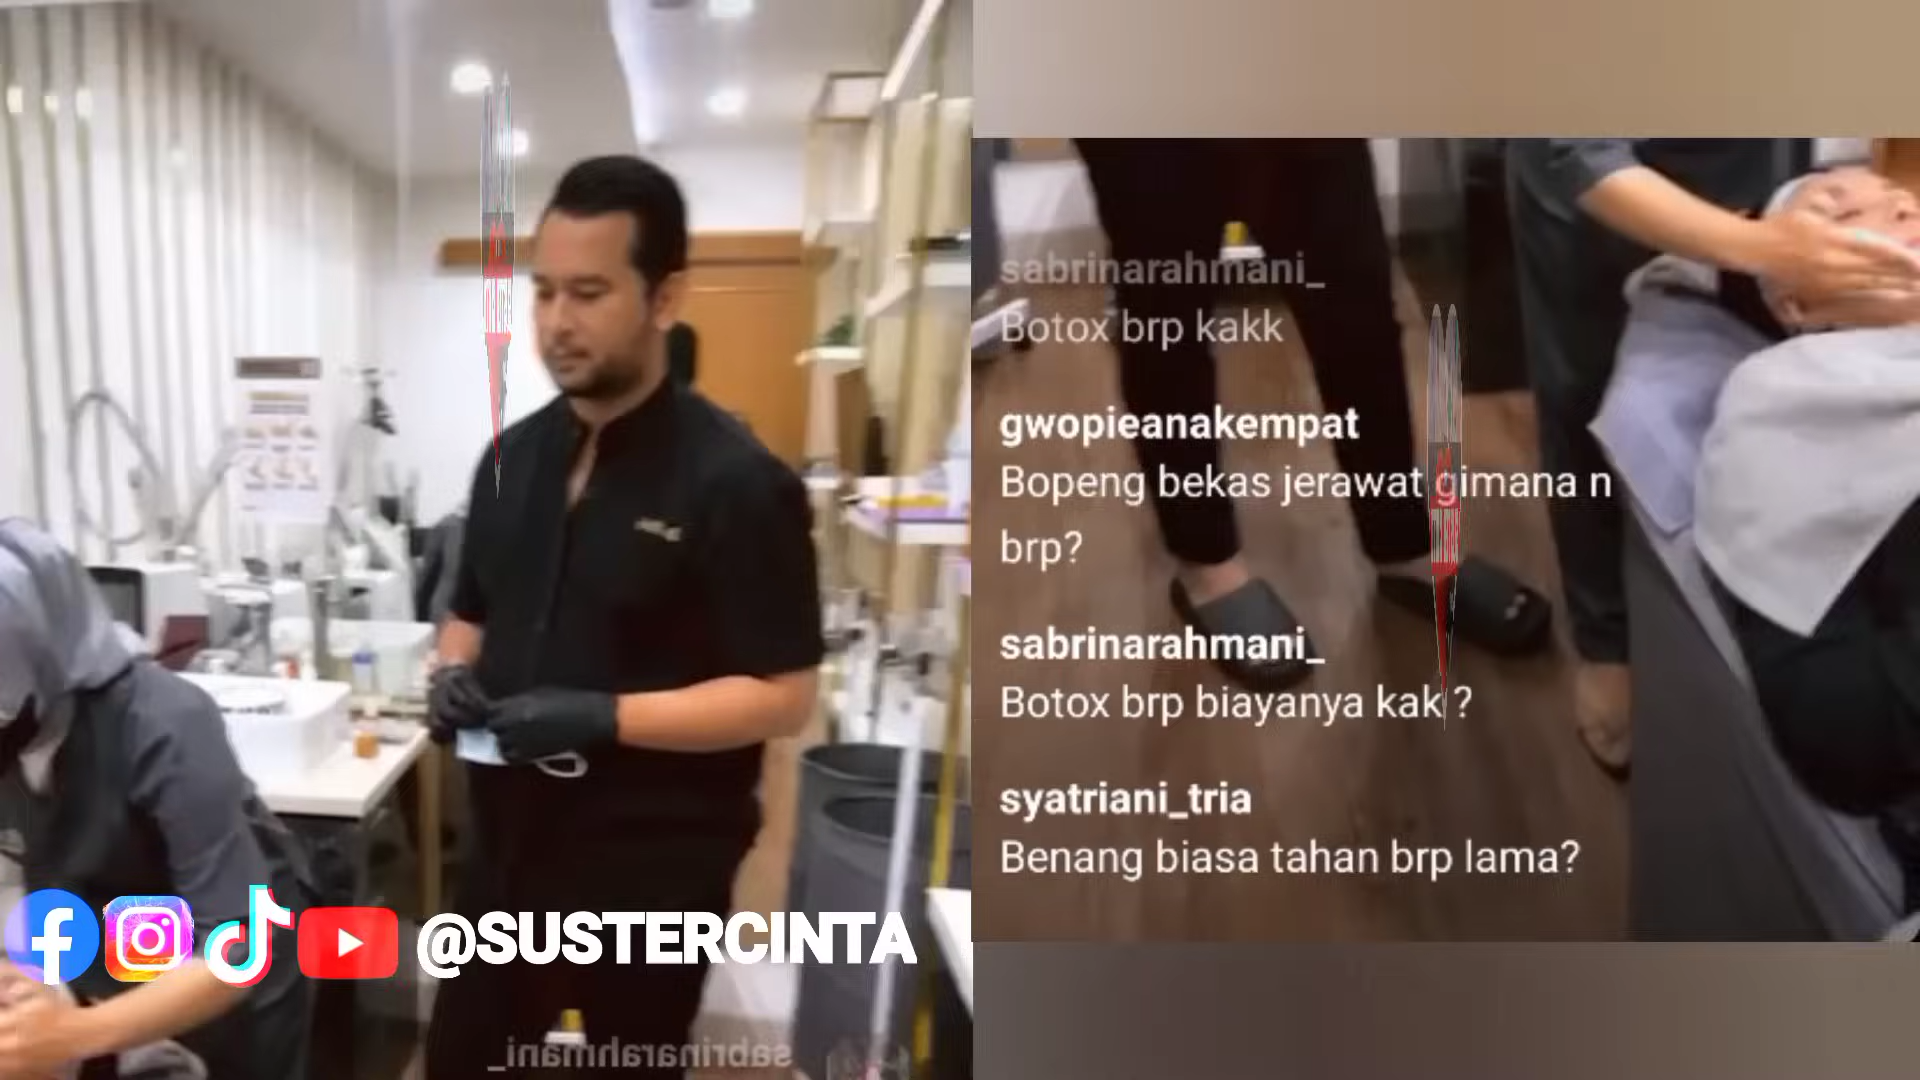 @SUSTERCINTA
sabrinarahmani_
sabrinarahmani_
Botox brp kakk
gwopieanakempat
Bopeng bekas jerawat gimana n
brp?
sabrinarahmani_
Botox brp biayanya kak ?
syatriani_tria
Benang biasa tahan brp lama?